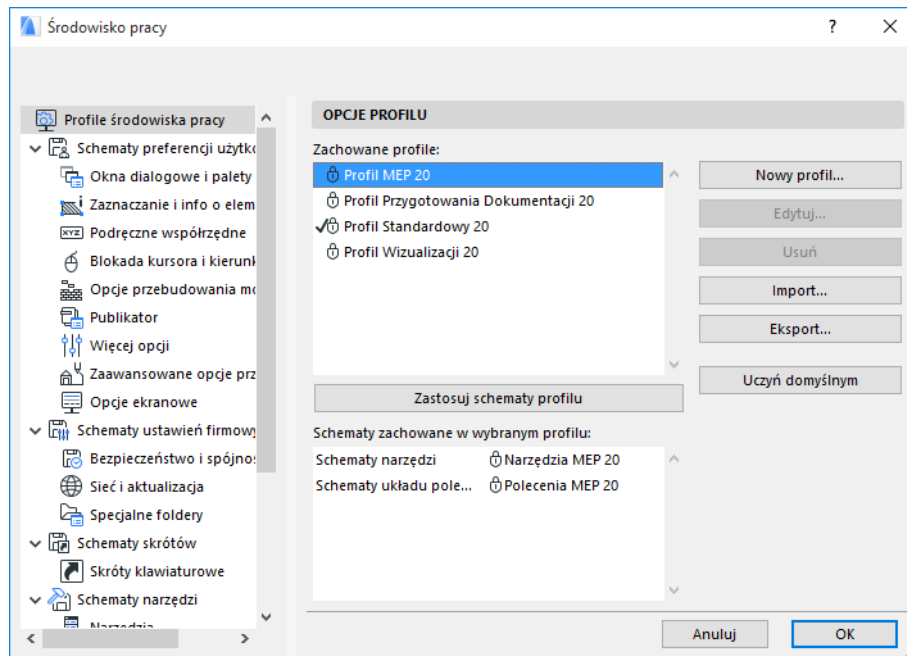 Środowisko pracy
Profile środowiska pracy
Schematy preferencji użytko
Okna dialogowe i palety
Zaznaczanie i info o elem
XYZ Podręczne współrzędne
Blokada kursora i kierunk
Opcje przebudowania mo
Publikator
Więcej opcji
Zaawansowane opcje prz
Opcje ekranowe
Schematy ustawień firmowy
Bezpieczeństwo i spójnoś
Sieć i aktualizacja
Specjalne foldery
Schematy skrótów
Skróty klawiaturowe
Schematy narzędzi
Narzędzia
OPCJE PROFILU
Zachowane profile:
Profil MEP 20
Profil Przygotowania Dokumentacji 20
Profil Standardowy 20
Profil Wizualizacji 20
Nowy profil...
Edytuj...
Usuń
Import...
Eksport...
Uczyń domyślnym
Zastosuj schematy profilu
Schematy zachowane w wybranym profilu:
Schematy narzędzi Narzędzia MEP 20
Schematy układu pole... Polecenia MEP 20
Anuluj
OK